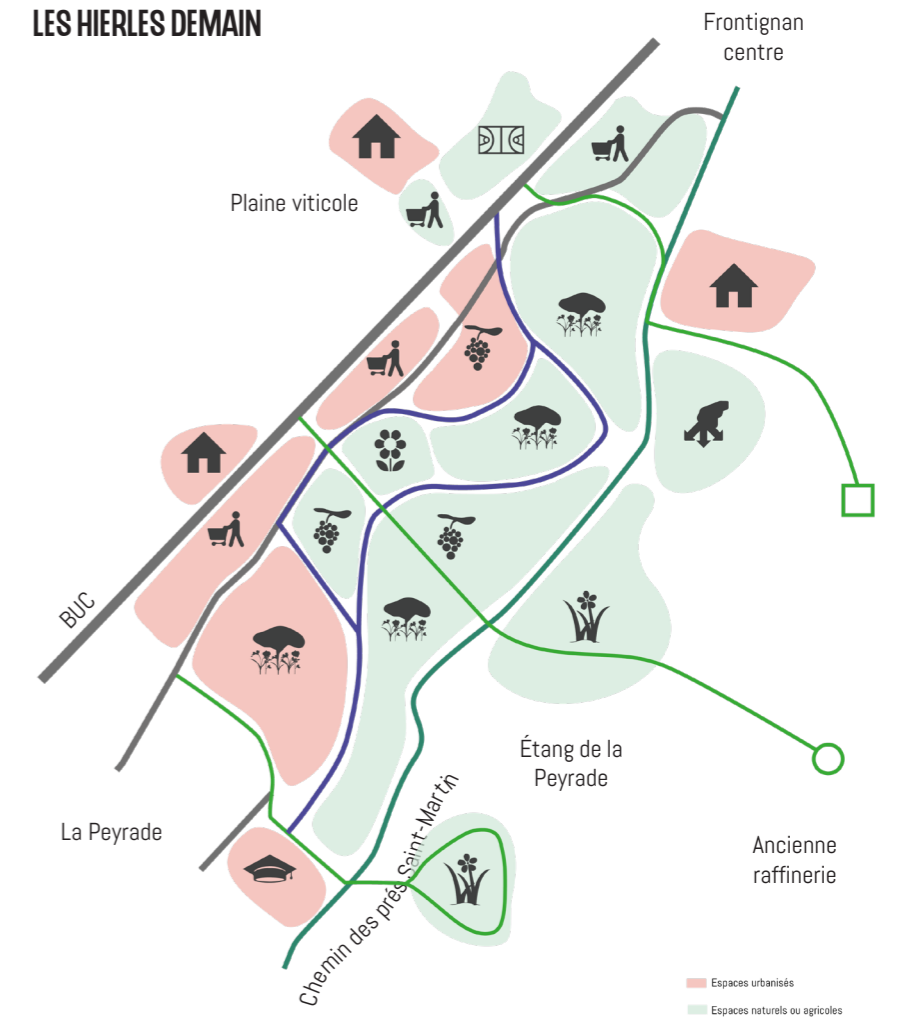 LES HIERLES DEMAIN
Frontignan
centre
Plaine viticole
BUC
Étang de la
Peyrade
La Peyrade
Chemin des prés Saint-Martin
Ancienne
raffinerie
Espaces urbanisés
Espaces naturels ou agricoles